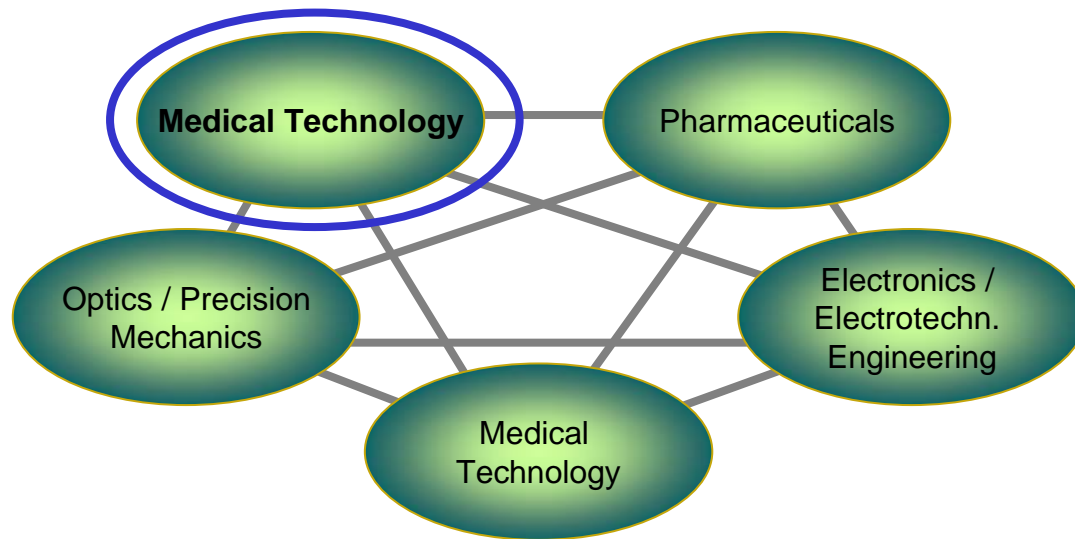 Medical Technology
Pharmaceuticals
Optics / Precision
Mechanics
Electronics /
Electrotechn.
Engineering
Medical
Technology